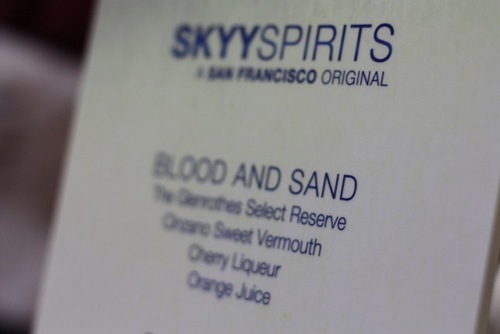 SKYYSPIRITS
A SAN FRANCISCO ORIGINAL
BLOOD AND SAND
The Glenrothes Select Reserve
Cinzano Sweet Vermouth
Cherry Liqueur
Orange Juice